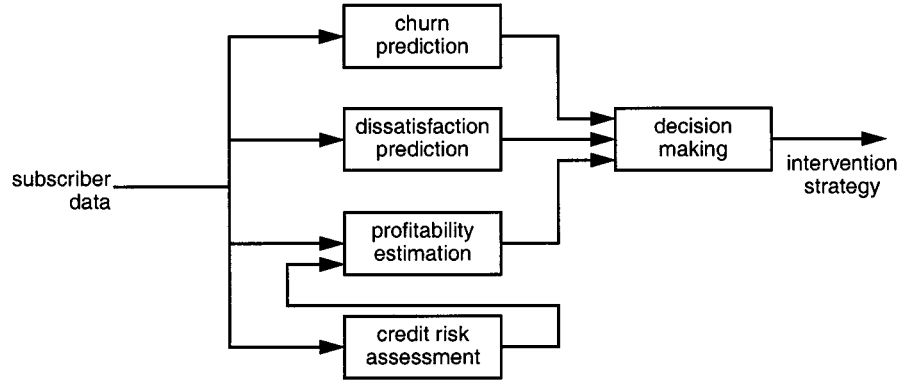 churn
prediction
dissatisfaction
prediction
decision
making
intervention
strategy
subscriber
data
profitability
estimation
credit risk
assessment